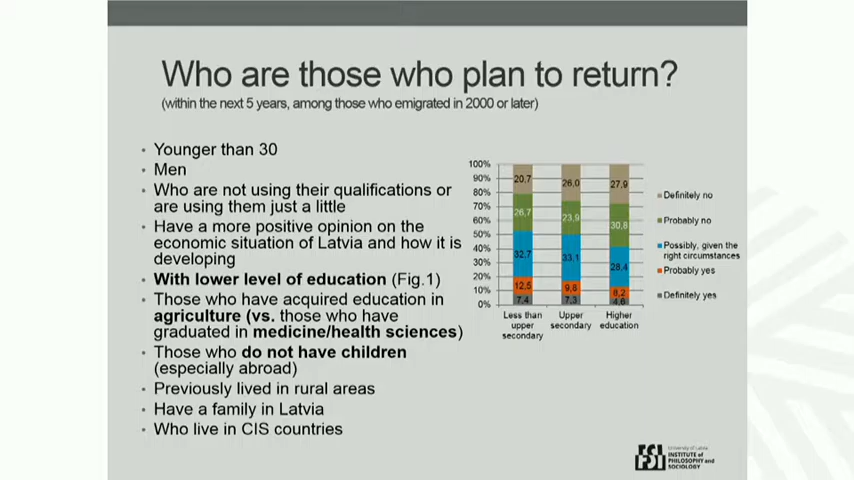 Who are those who plan to return?
(within the next 5 years, among those who emigrated in 2000 or later)
• Younger than 30
• Men
• Who are not using their qualifications or
are using them just a little
• Have a more positive opinion on the
economic situation of Latvia and how it is
developing
• With lower level of education (Fig.1)
• Those who have acquired education in
agriculture (vs. those who have
graduated in medicine/health sciences)
• Those who do not have children
(especially abroad)
• Previously lived in rural areas
• Have a family in Latvia
• Who live in CIS countries
100%
90%
80%
70%
60%
50%
40%
30%
20%
10%
0%
20,7
26,0
27,9
26,7
23,9
30,8
32,7
33,1
28,4
12,5
9,6
8,2
7,4
7,3
4,6
Less than
upper
secondary
Upper
secondary
Higher
education
Definitely no
Probably no
Possibly, given the
right circumstances
Probably yes
Definitely yes
FSI
University of Latvia
INSTITUTE of
PHILOSOPHY and
SOCIOLOGY